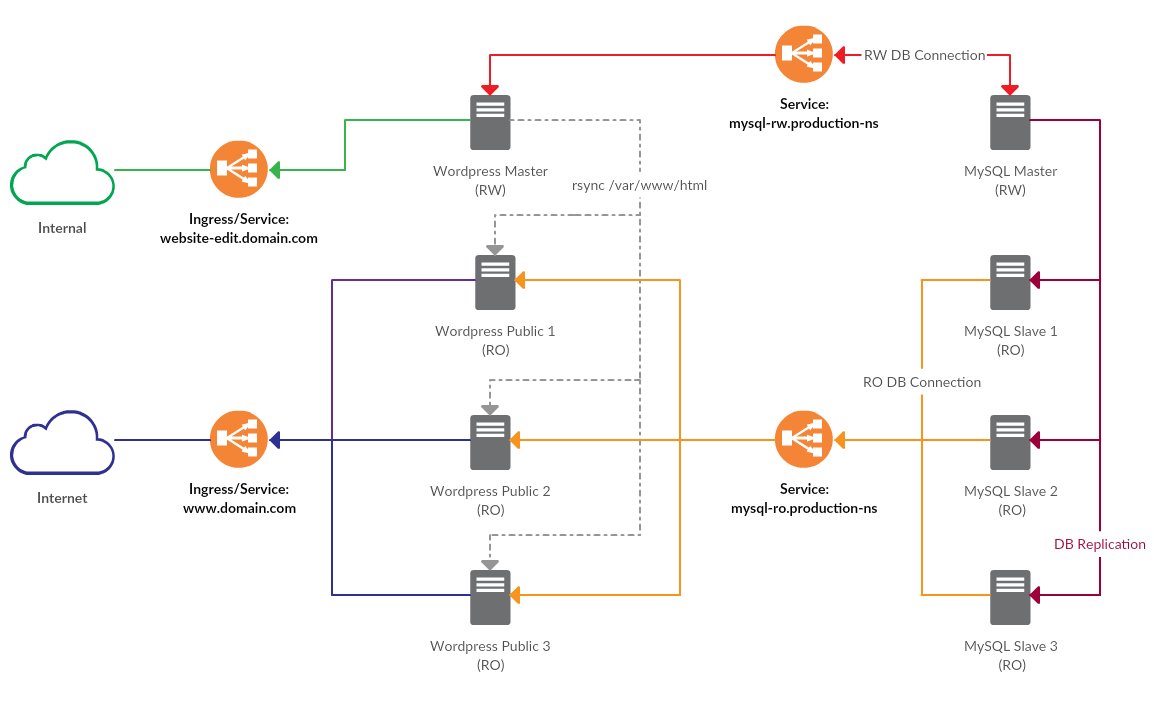 RW DB Connection
Service:
mysql-rw.production-ns
Wordpress Master
(RW)
MySQL Master
(RW)
rsync /var/www/html
Internal
Ingress/Service:
website-edit.domain.com
Wordpress Public 1
(RO)
MySQL Slave 1
(RO)
RO DB Connection
Internet
Ingress/Service:
www.domain.com
Wordpress Public 2
(RO)
Service:
mysql-ro.production-ns
MySQL Slave 2
(RO)
DB Replication
Wordpress Public 3
(RO)
MySQL Slave 3
(RO)